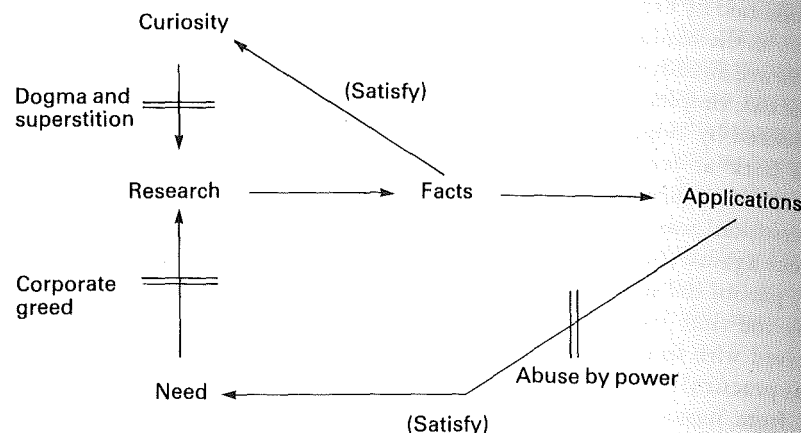 Curiosity
(Satisfy)
Dogma and
superstition
Research
Facts
Applications
Corporate
greed
Abuse by power
Need
(Satisfy)